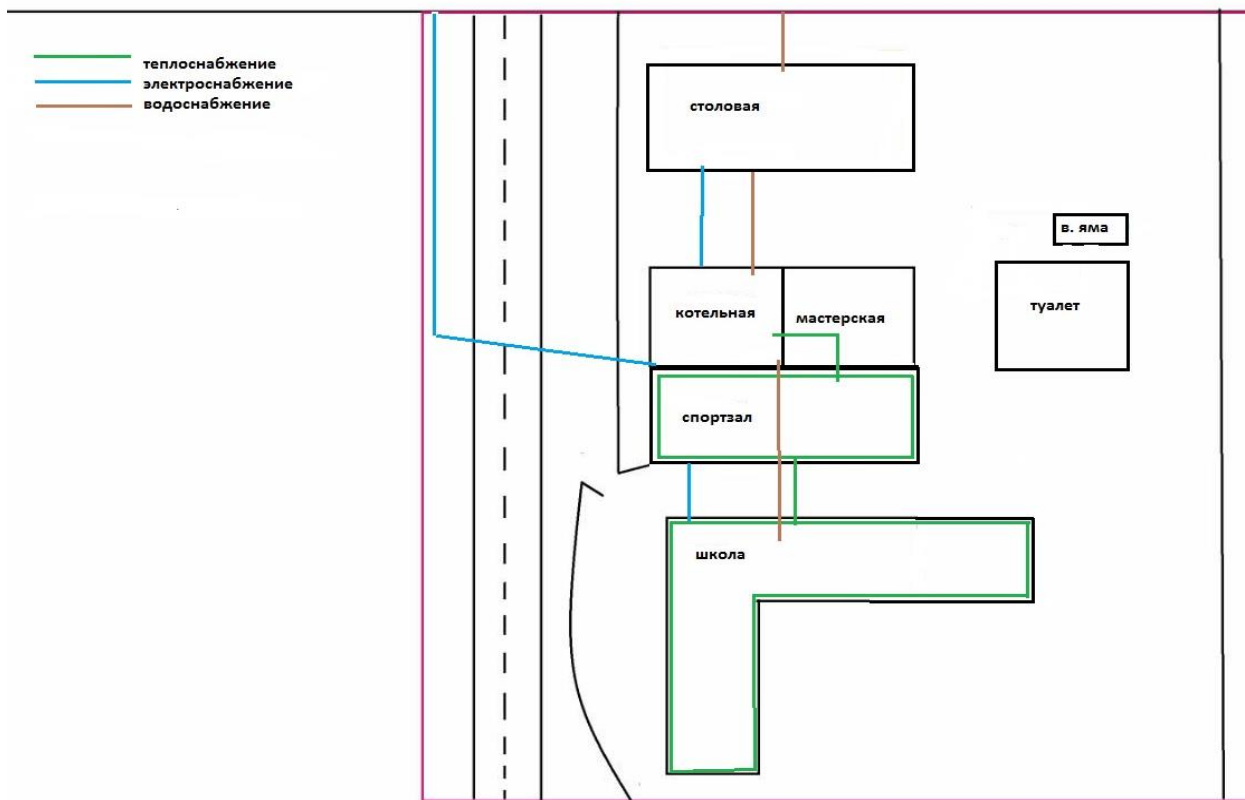 теплоснабжение
электроснабжение
водоснабжение
столовая
в. яма
туалет
котельная
мастерская
спортзал
школа